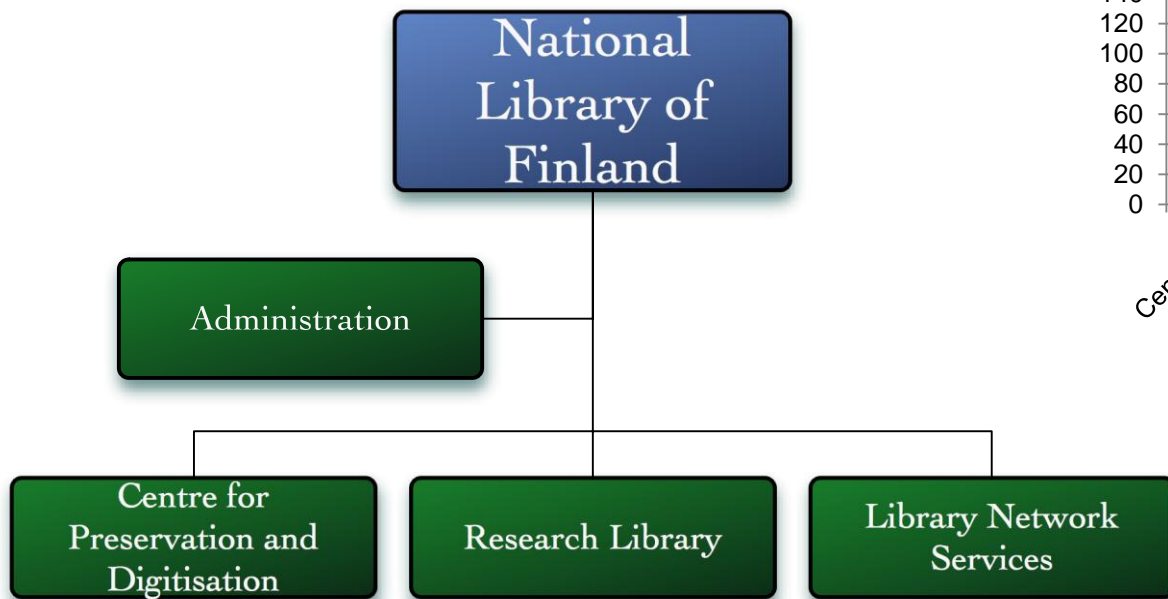 National
Library of
Finland
120
100
80
60
40
20
0
Administration
Centre for
Preservation and
Digitisation
Research Library
Library Network
Services